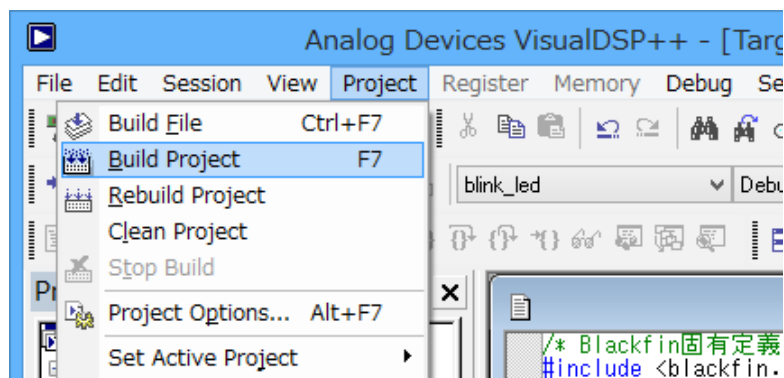 Analog Devices VisualDSP++ - [Targ
File Edit Session View Project Register Memory Debug Se
Build File Ctrl+F7
Build Project F7
blink_led Debu
Rebuild Project
Clean Project
Stop Build
Pr
Project Options... Alt+F7
/* Blackfin固有定義
Set Active Project
#include <blackfin.